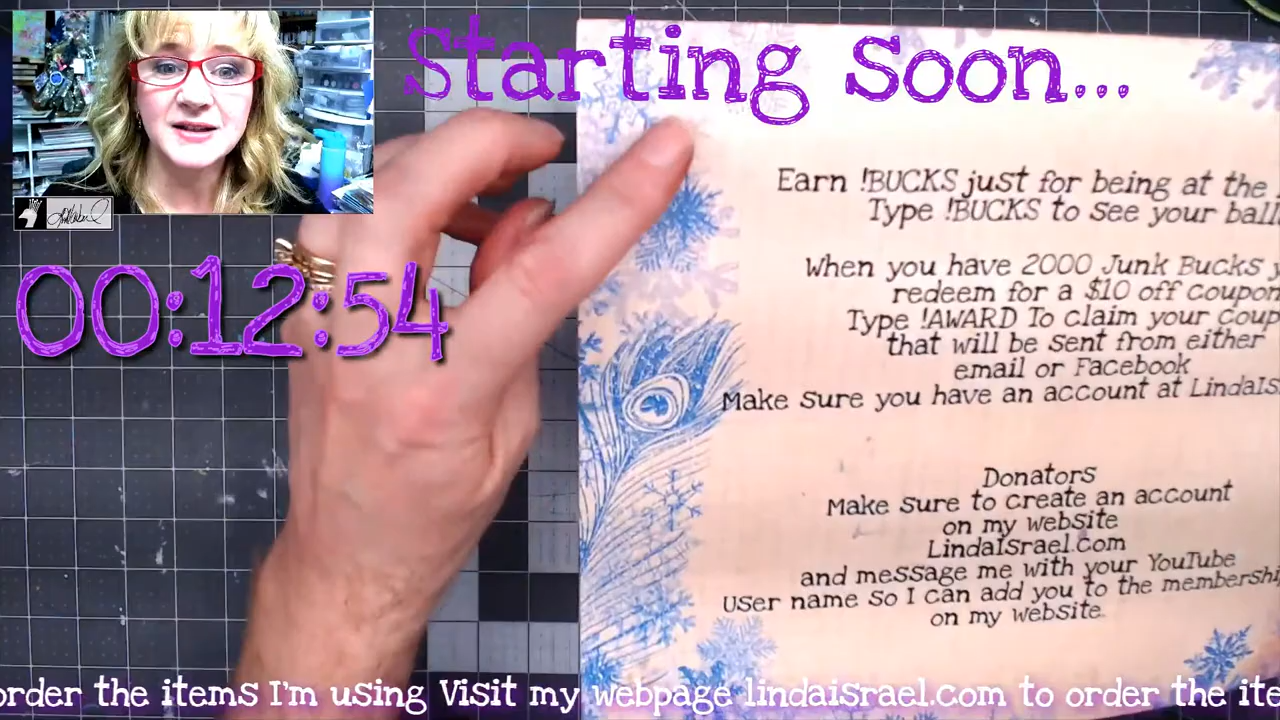 Starting Soon...
00:12:54
Earn !BUCKS just for being at the
Type !BUCKS to see your
When you have 2000 Junk Bucks
redeem for a $10 off coupon
Type !AWARD To claim your
that will be sent from either
email or Facebook
Make sure you have an account at
Donators
Make sure to create an account
on my website
LindaIsrael.com
and message me with your YouTube
User name so I can add you to the
on my website.
order the items I'm using Visit my webpage lindaisrael.com to order the